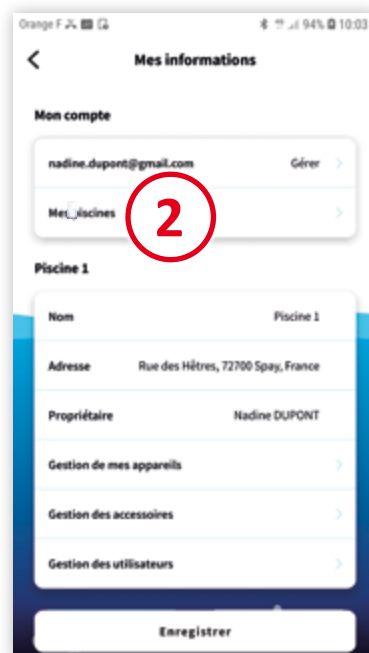 Orange F 94% 10:03
Mes informations
Mon compte
nadine.dupont@gmail.com Gérer
Mes piscines
2
Piscine 1
Nom Piscine 1
Adresse Rue des Hêtres, 72700 Spay, France
Propriétaire Nadine DUPONT
Gestion de mes appareils
Gestion des accessoires
Gestion des utilisateurs
Enregistrer